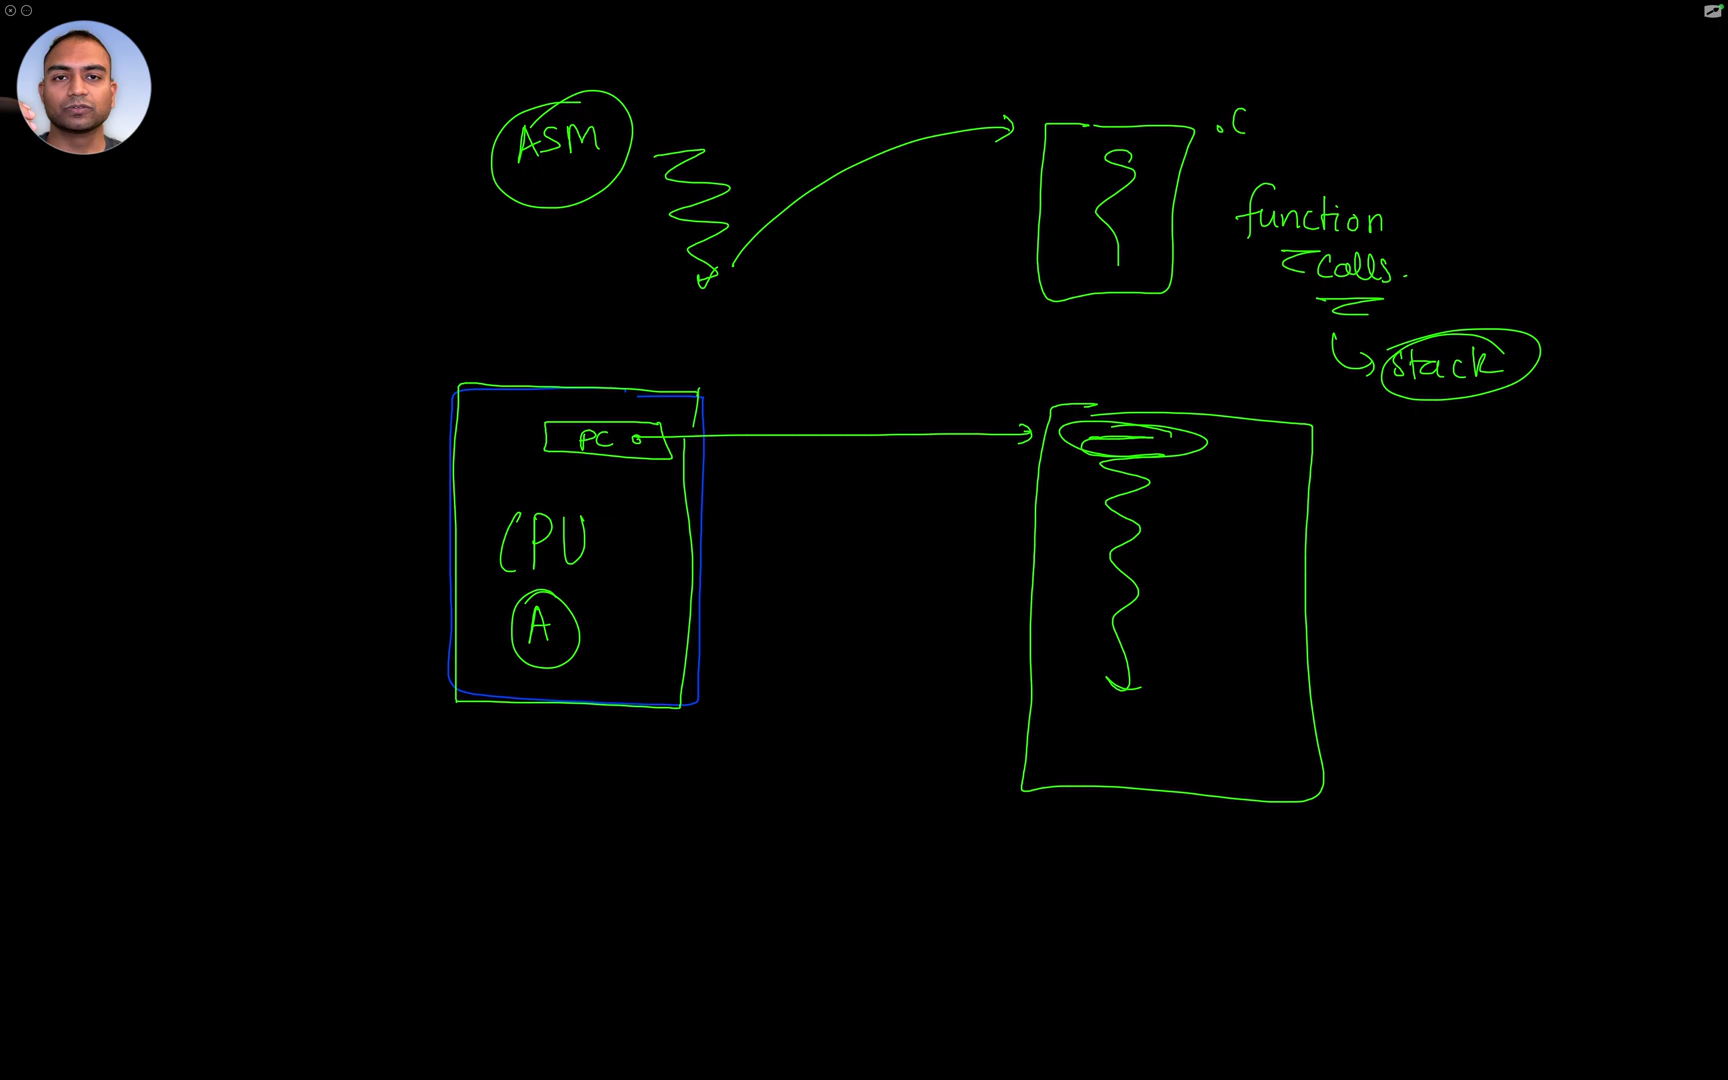 ASM
.C
function
calls.
stack
PC
CPU
A